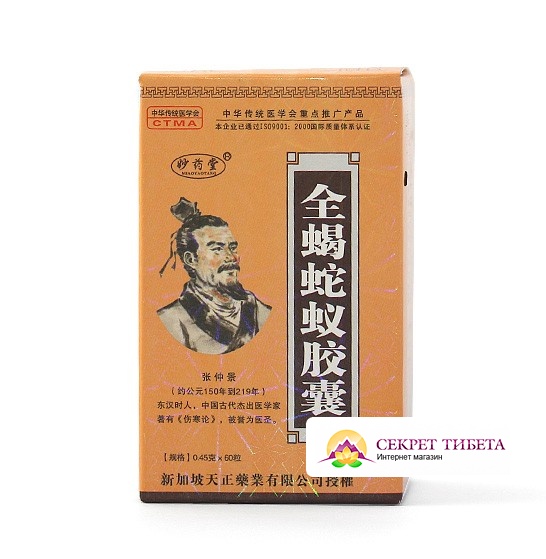 中华传统医学会
CTMA
中华传统医学会重点推广产品
本企业已通过ISO9001:2000国际质量体系认证
妙药堂
MIAOYAOTANG
全蝎蛇蚁胶囊
张仲景
(约公元150年到219年)
东汉时人,中国古代杰出医学家
著有《伤寒论》,被誉为医圣。
【规格】0.45克×60粒
新加坡天正藥業有限公司授權
СЕКРЕТ ТИБЕТА
Интернет магазин